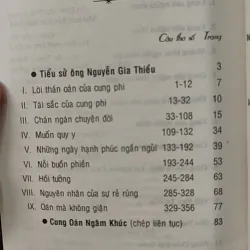 Câu thơ số Trang
● Tiểu sử ông Nguyễn Gia Thiều 3
I. Lời thán oán của cung phi 1-12 7
II. Tài sắc của cung phi 13-32 10
III. Chán ngán chuyện đời 33-108 15
IV. Muốn quy y 109-132 34
V. Những ngày hạnh phúc ngắn ngủi 133-192 39
VI. Nỗi buồn phiền 193-244 53
VII. Hồi tưởng 245-284 63
VIII. Nguyên nhân của sự rẻ rúng 285-328 68
IX. Oán mà không giận 329-356 77
● Cung Oán Ngâm Khúc (chép liên tục) 83